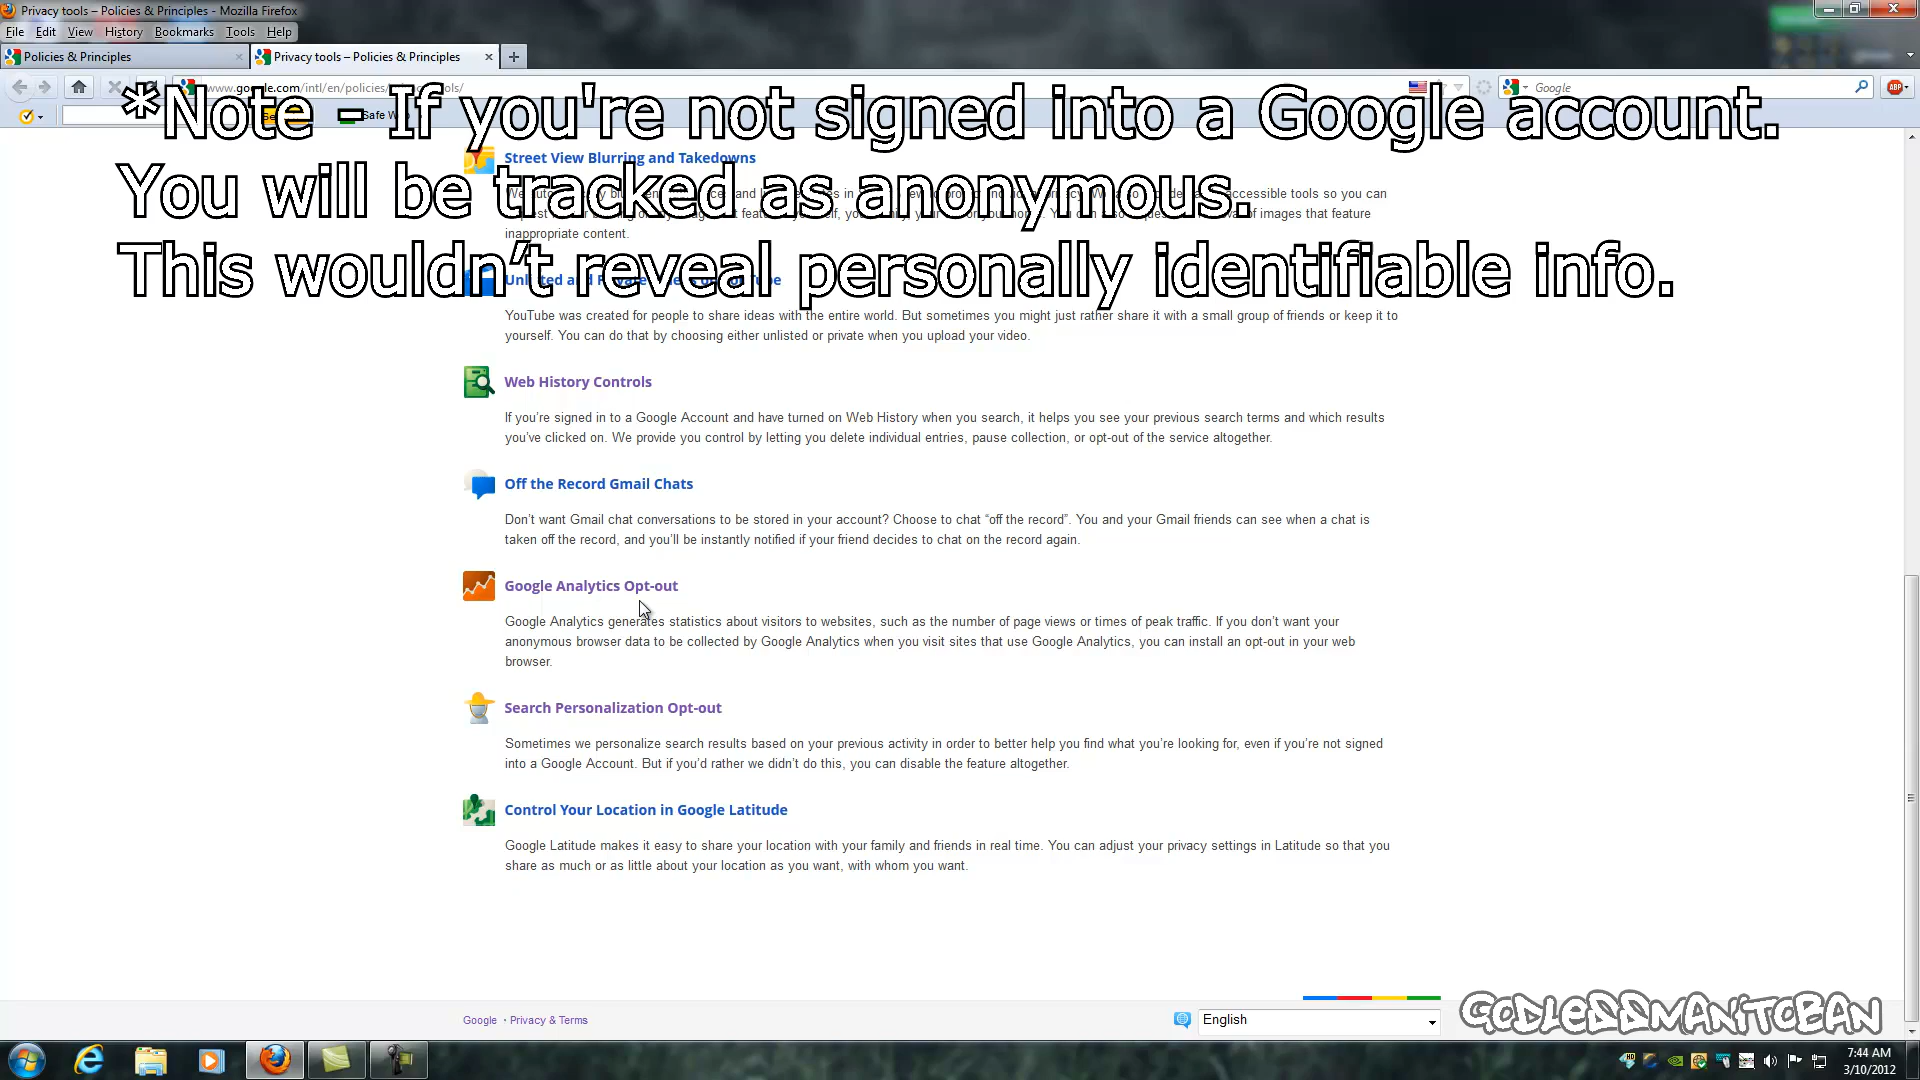 Privacy tools – Policies & Principles - Mozilla Firefox
File Edit View History Bookmarks Tools Help
Policies & Principles
Privacy tools – Policies & Principles
www.google.com/intl/en/policies/
Google
ABP
*Note - If you're not signed into a Google account.
You will be tracked as anonymous.
This wouldn't reveal personally identifiable info.
Street View Blurring and Takedowns
accessible tools so you can
of images that feature
inappropriate content.
YouTube was created for people to share ideas with the entire world. But sometimes you might just rather share it with a small group of friends or keep it to
yourself. You can do that by choosing either unlisted or private when you upload your video.
Web History Controls
If you’re signed in to a Google Account and have turned on Web History when you search, it helps you see your previous search terms and which results
you’ve clicked on. We provide you control by letting you delete individual entries, pause collection, or opt-out of the service altogether.
Off the Record Gmail Chats
Don’t want Gmail chat conversations to be stored in your account? Choose to chat “off the record”. You and your Gmail friends can see when a chat is
taken off the record, and you’ll be instantly notified if your friend decides to chat on the record again.
Google Analytics Opt-out
Google Analytics generates statistics about visitors to websites, such as the number of page views or times of peak traffic. If you don’t want your
anonymous browser data to be collected by Google Analytics when you visit sites that use Google Analytics, you can install an opt-out in your web
browser.
Search Personalization Opt-out
Sometimes we personalize search results based on your previous activity in order to better help you find what you’re looking for, even if you’re not signed
into a Google Account. But if you’d rather we didn’t do this, you can disable the feature altogether.
Control Your Location in Google Latitude
Google Latitude makes it easy to share your location with your family and friends in real time. You can adjust your privacy settings in Latitude so that you
share as much or as little about your location as you want, with whom you want.
Google · Privacy & Terms
English
GODLESSMANITOBAN
7:44 AM
3/10/2012